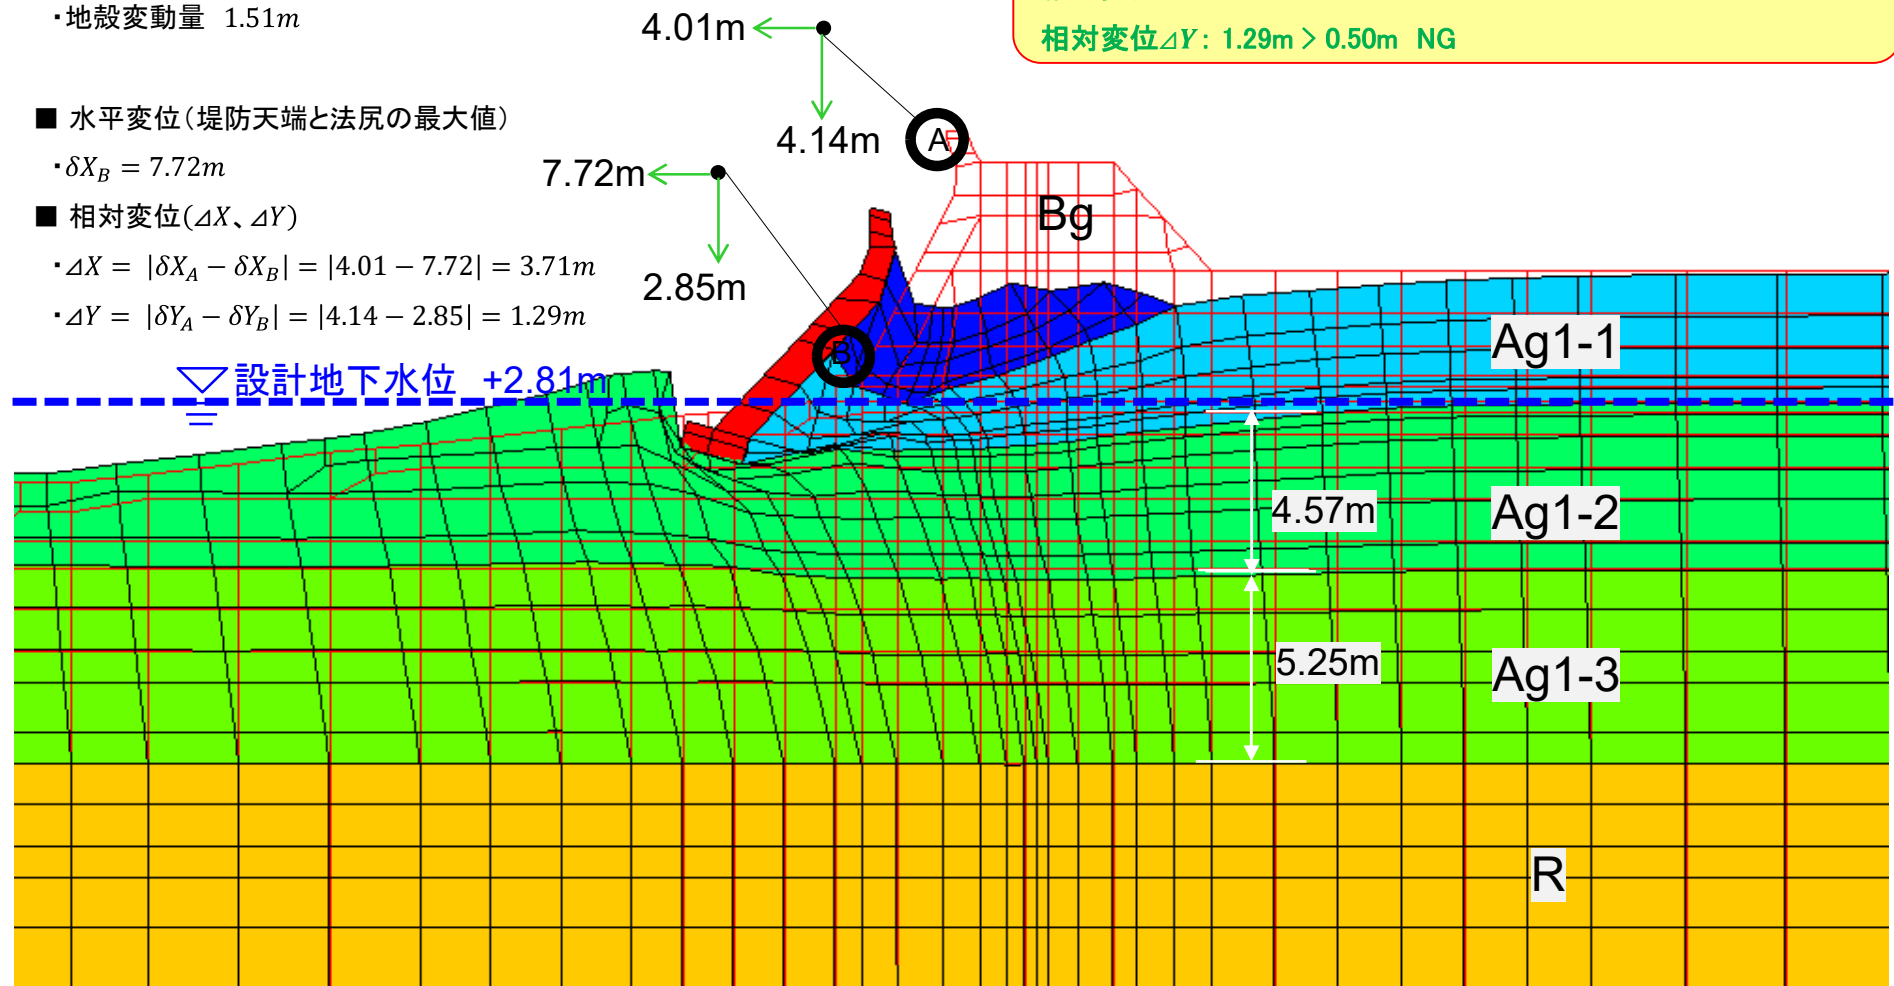 ・地殻変動量 1.51m
■ 水平変位(堤防天端と法尻の最大値)
・δX_B = 7.72m
■ 相対変位(⊿X、⊿Y)
・⊿X = |δX_A − δX_B| = |4.01 − 7.72| = 3.71m
・⊿Y = |δY_A − δY_B| = |4.14 − 2.85| = 1.29m
相対変位⊿Y: 1.29m > 0.50m NG
4.01m
4.14m
A
7.72m
2.85m
B
Bg
設計地下水位 +2.81m
Ag1-1
4.57m
Ag1-2
5.25m
Ag1-3
R